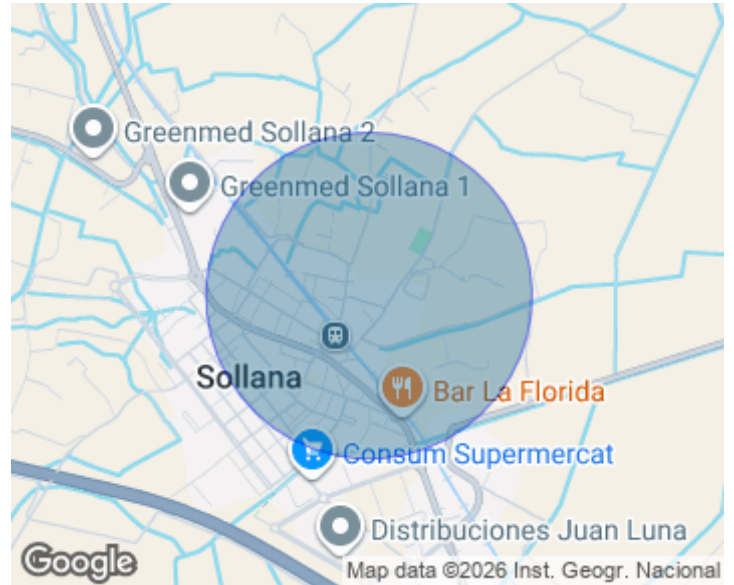 Greenmed Sollana 2
Greenmed Sollana 1
Sollana
Bar La Florida
Consum Supermercat
Distribuciones Juan Luna
Google
Map data ©2026 Inst. Geogr. Nacional